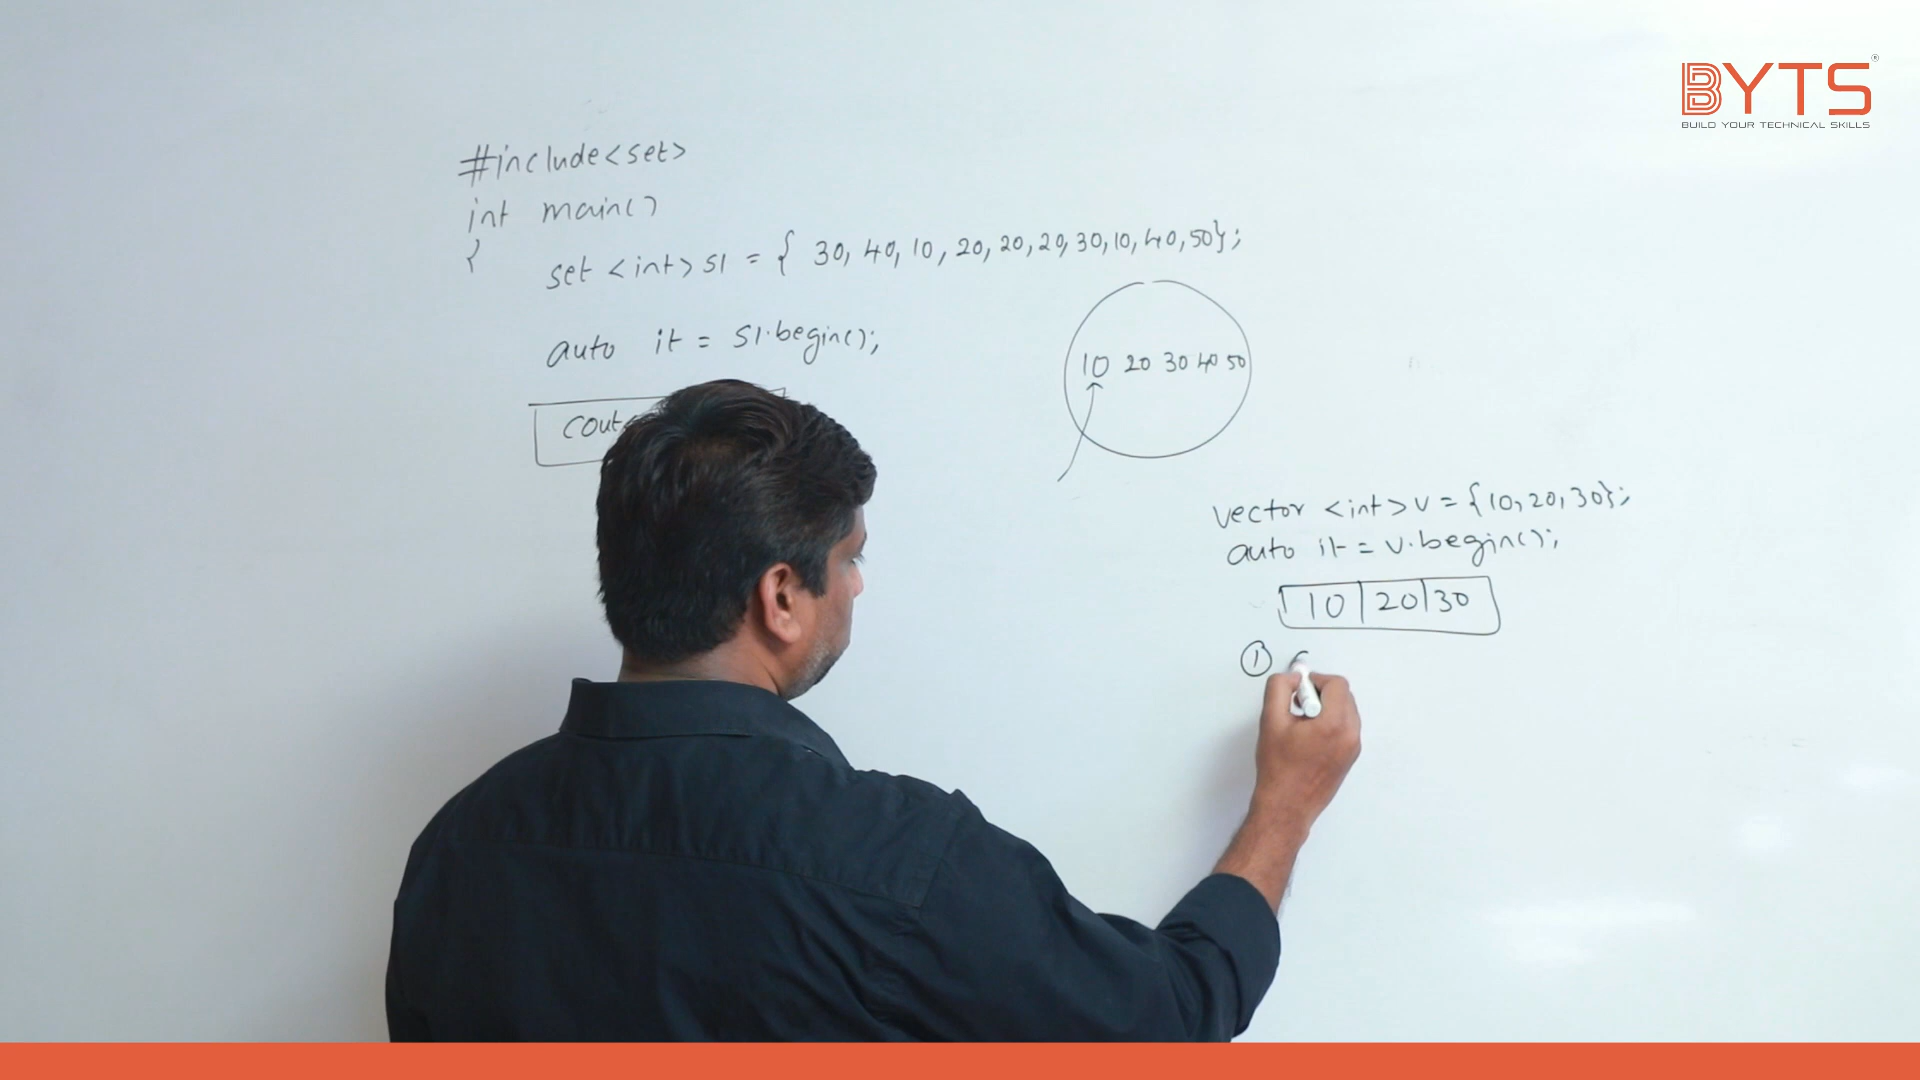 BYTS
BUILD YOUR TECHNICAL SKILLS
#include<set>
int main()
{
set <int> s1 = { 30, 40, 10, 20, 20, 20, 30, 10, 40, 50};
auto it = s1.begin();
10 20 30 40 50
cout
vector <int> v = {10, 20, 30};
auto it = v.begin();
10 | 20 | 30
①